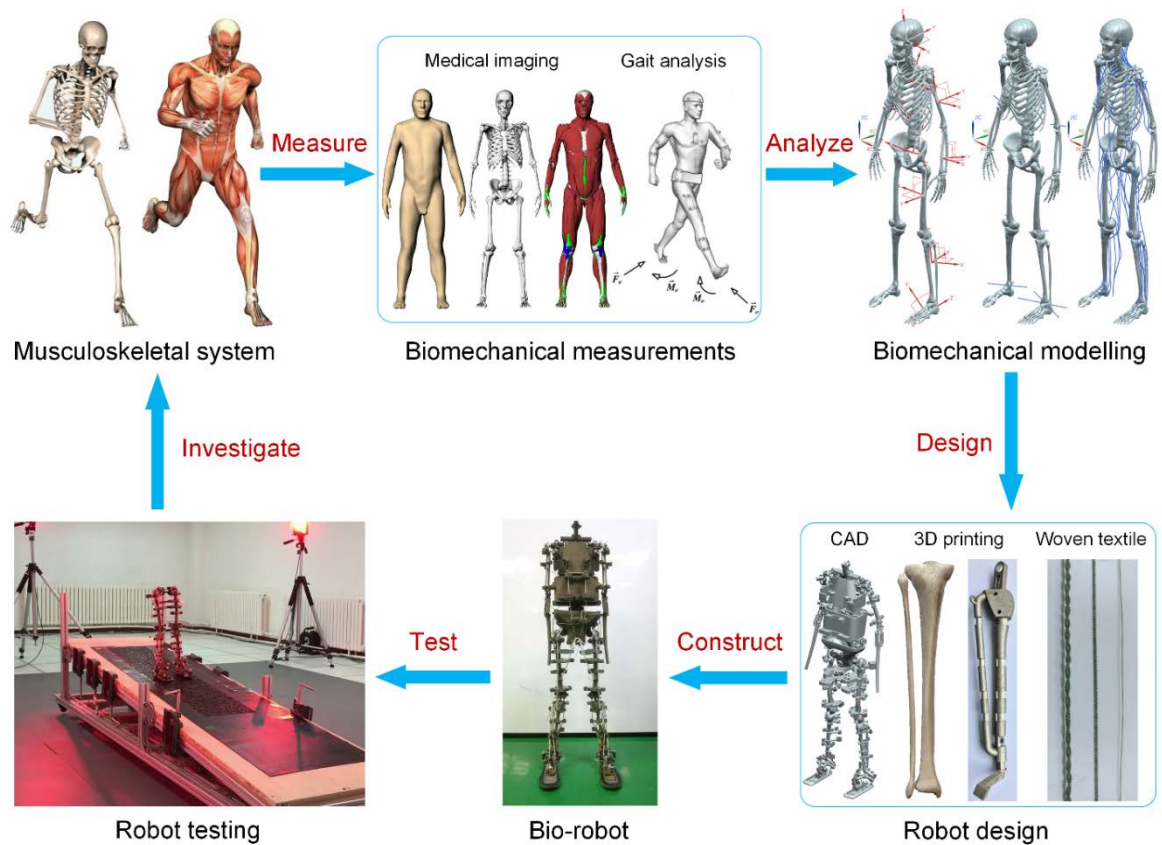 Medical imaging
Gait analysis
Measure
Analyze
Musculoskeletal system
Biomechanical measurements
Biomechanical modelling
Investigate
Design
CAD
3D printing
Woven textile
Test
Construct
Robot testing
Bio-robot
Robot design